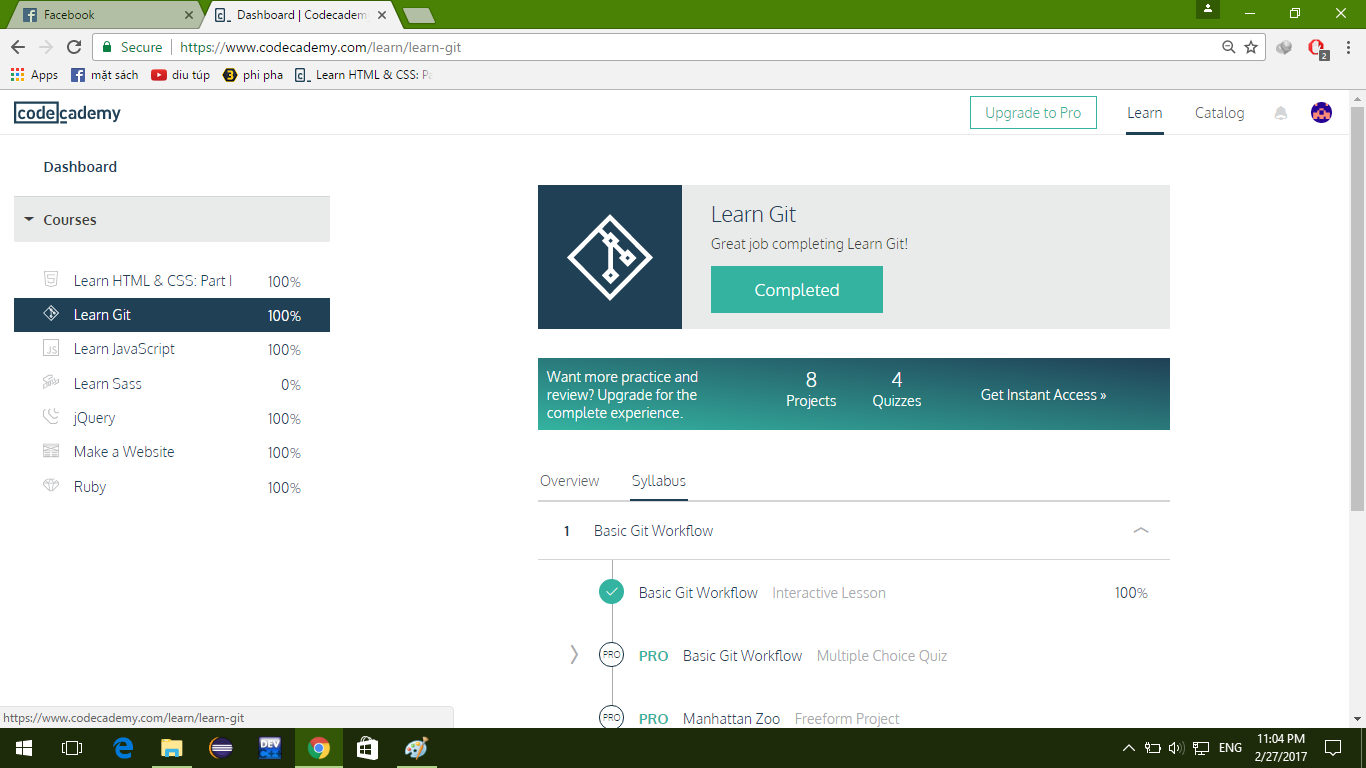 Facebook
Dashboard | Codecadem
Secure
https://www.codecademy.com/learn/learn-git
2
Apps
mặt sách
diu túp
3
phi pha
Learn HTML & CSS: Pa
codecademy
Upgrade to Pro
Learn
Catalog
Dashboard
Courses
Learn HTML & CSS: Part I 100%
Learn Git 100%
JS Learn JavaScript 100%
Learn Sass 0%
jQuery 100%
Make a Website 100%
Ruby 100%
Learn Git
Great job completing Learn Git!
Completed
Want more practice and
review? Upgrade for the
complete experience.
8
Projects
4
Quizzes
Get Instant Access »
Overview
Syllabus
1 Basic Git Workflow
Basic Git Workflow Interactive Lesson 100%
PRO PRO Basic Git Workflow Multiple Choice Quiz
PRO PRO Manhattan Zoo Freeform Project
https://www.codecademy.com/learn/learn-git
DEV
ENG
11:04 PM
2/27/2017